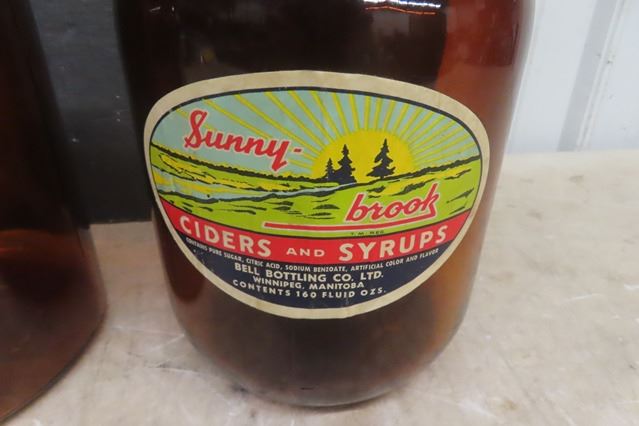 Sunny-
brook
T. M. REG.
CIDERS AND SYRUPS
CONTAINS PURE SUGAR, CITRIC ACID, SODIUM BENZOATE, ARTIFICIAL COLOR AND FLAVOR
BELL BOTTLING CO. LTD.
WINNIPEG, MANITOBA
CONTENTS 160 FLUID OZS.